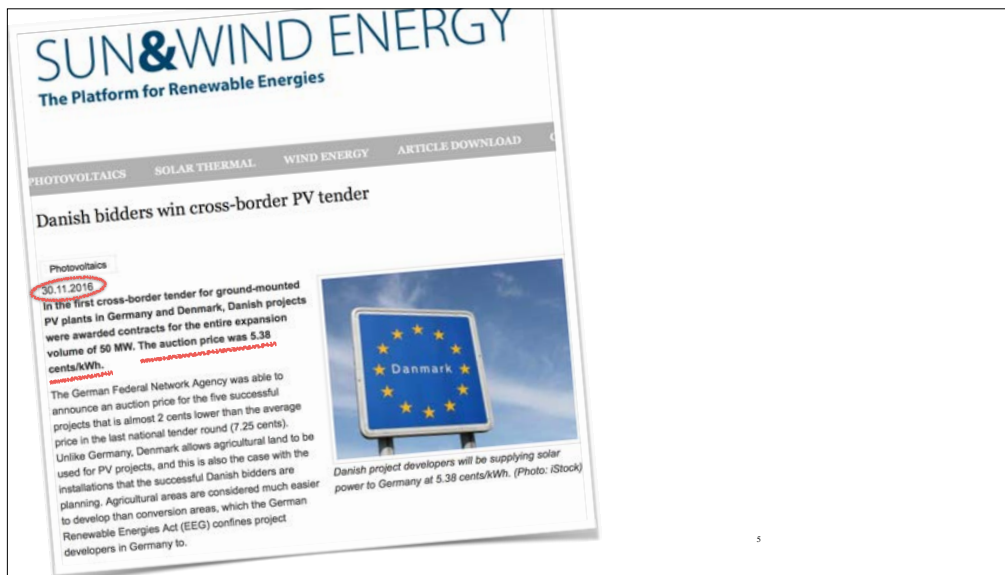 SUN&WIND ENERGY
The Platform for Renewable Energies
PHOTOVOLTAICS SOLAR THERMAL WIND ENERGY ARTICLE DOWNLOAD
Danish bidders win cross-border PV tender
Photovoltaics
30.11.2016
In the first cross-border tender for ground-mounted
PV plants in Germany and Denmark, Danish projects
were awarded contracts for the entire expansion
volume of 50 MW. The auction price was 5.38
cents/kWh.
The German Federal Network Agency was able to
announce an auction price for the five successful
projects that is almost 2 cents lower than the average
price in the last national tender round (7.25 cents).
Unlike Germany, Denmark allows agricultural land to be
used for PV projects, and this is also the case with the
installations that the successful Danish bidders are
planning. Agricultural areas are considered much easier
to develop than conversion areas, which the German
Renewable Energies Act (EEG) confines project
developers in Germany to.
Danmark
Danish project developers will be supplying solar
power to Germany at 5.38 cents/kWh. (Photo: iStock)
5